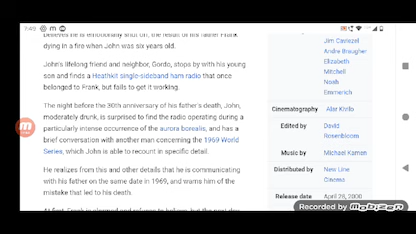 7:49
believes he is emotionally shut off, the result of his father Frank
dying in a fire when John was six years old.
John's lifelong friend and neighbor, Gordo, stops by with his young
son and finds a Heathkit single-sideband ham radio that once
belonged to Frank, but fails to get it working.
The night before the 30th anniversary of his father's death, John,
moderately drunk, is surprised to find the radio operating during a
particularly intense occurrence of the aurora borealis, and has a
brief conversation with another man concerning the 1969 World
Series, which John is able to recount in specific detail.
He realizes from this and other details that he is communicating
with his father on the same date in 1969, and warns him of the
mistake that led to his death.
Jim Caviezel
Andre Braugher
Elizabeth
Mitchell
Noah
Emmerich
Cinematography Alar Kivilo
Edited by David
Rosenbloom
Music by Michael Kamen
Distributed by New Line
Cinema
Release date April 28, 2000
Recorded by
Mobizen